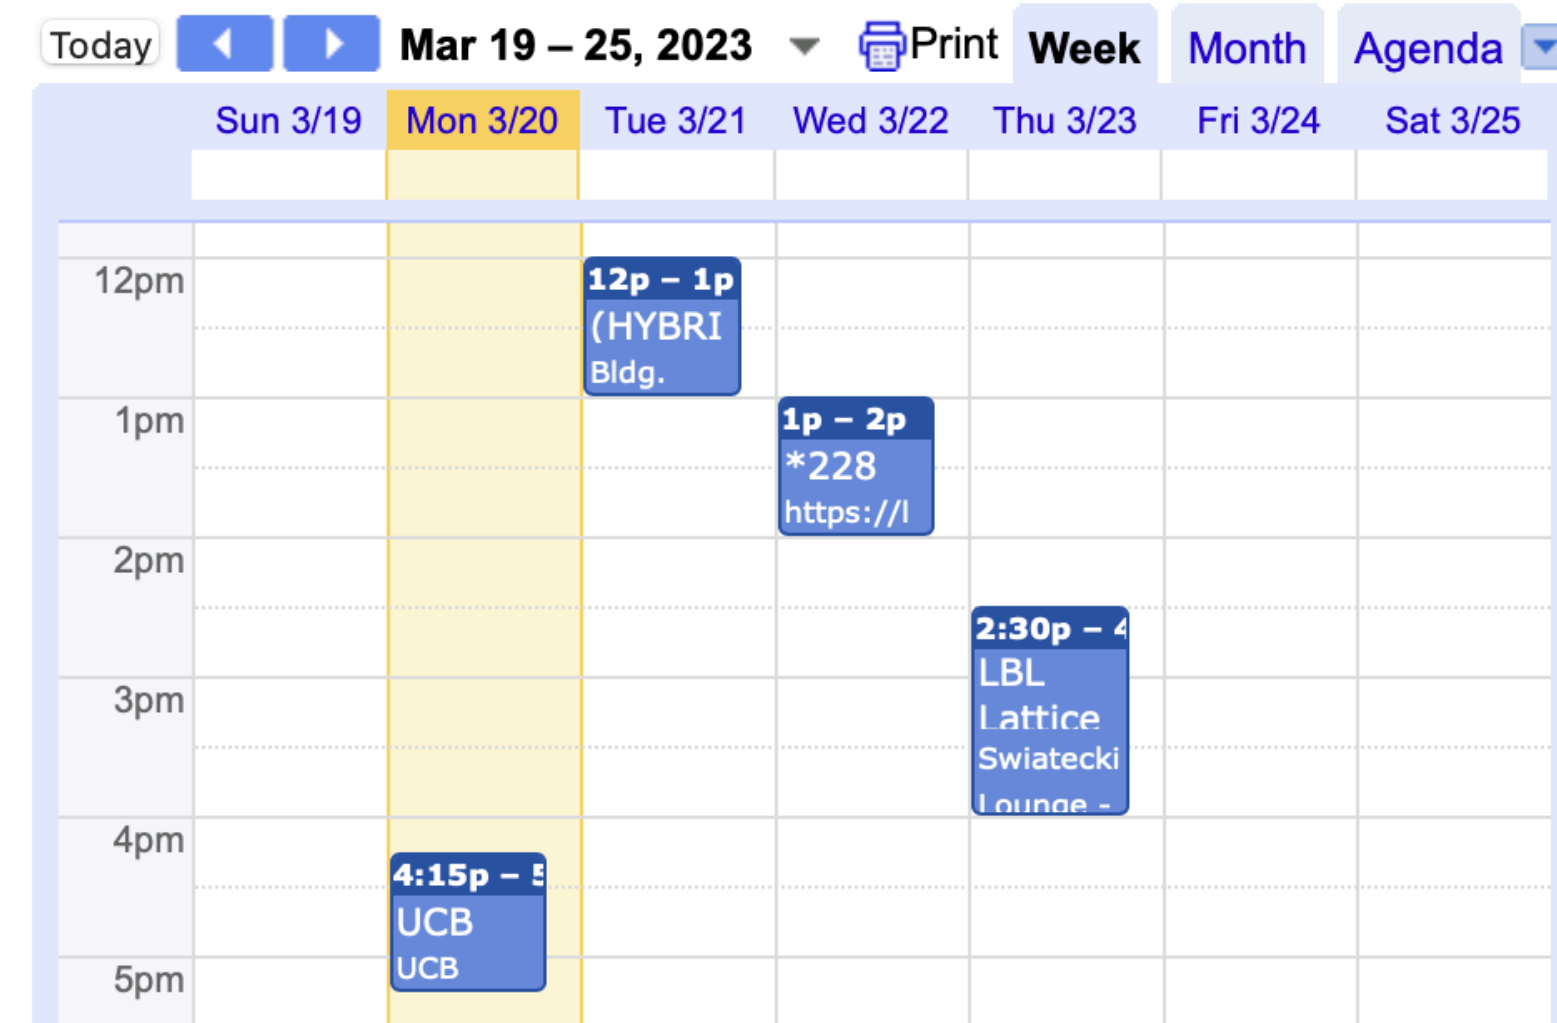 Today Mar 19 – 25, 2023 Print Week Month Agenda
Sun 3/19 Mon 3/20 Tue 3/21 Wed 3/22 Thu 3/23 Fri 3/24 Sat 3/25
12pm
1pm
2pm
3pm
4pm
5pm
4:15p – 5
UCB
UCB
12p – 1p
(HYBRI
Bldg.
1p – 2p
*228
https://l
2:30p – 4
LBL
Lattice
Swiatecki
Lounge -